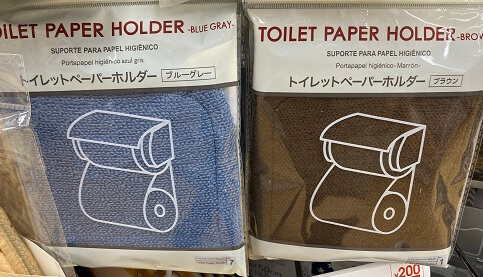 OILET PAPER HOLDER -BLUE GRAY-
SUPORTE PARA PAPEL HIGIÊNICO
Portapapel higiénico azul gris
トイレットペーパーホルダー ブルーグレー
7
TOILET PAPER HOLDER -BROW
SUPORTE PARA PAPEL HIGIÊNICO
Portapapel higiénico -Marrón-
トイレットペーパーホルダー ブラウン
¥200